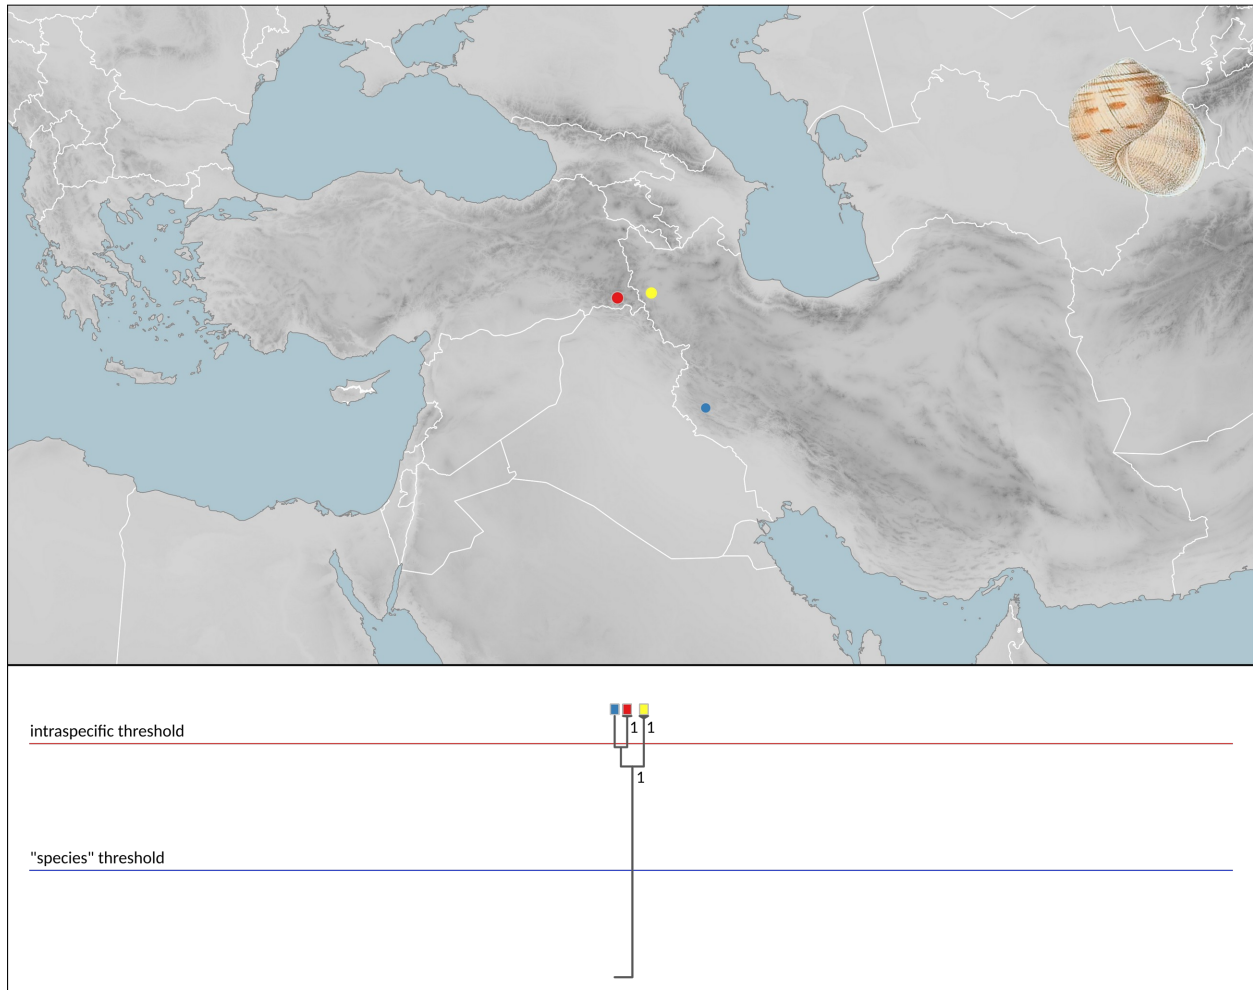 1 1
intraspecific threshold
1
"species" threshold